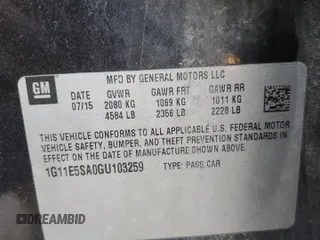 GM
MFD BY GENERAL MOTORS LLC
DATE GVWR GAWR FRT GAWR RR
07/15 2080 KG 1069 KG 1011 KG
4584 LB 2356 LB 2228 LB
THIS VEHICLE CONFORMS TO ALL APPLICABLE U.S. FEDERAL MOTOR
VEHICLE SAFETY, BUMPER, AND THEFT PREVENTION STANDARDS IN
EFFECT ON THE DATE OF MANUFACTURE SHOWN ABOVE.
1G11E5SA0GU103259 TYPE: PASS CAR
AUTOHELPERBOT.COM